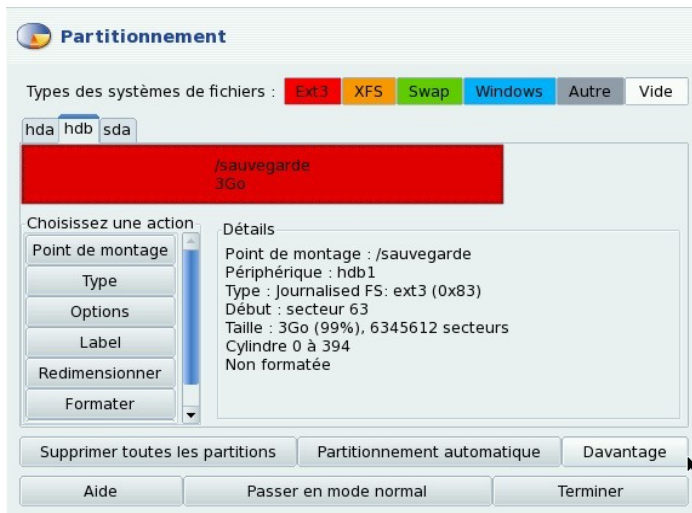 Partitionnement
Types des systèmes de fichiers : Ext3 XFS Swap Windows Autre Vide
hda hdb sda
/sauvegarde
3Go
Choisissez une action
Point de montage
Type
Options
Label
Redimensionner
Formater
Détails
Point de montage : /sauvegarde
Périphérique : hdb1
Type : Journalised FS: ext3 (0x83)
Début : secteur 63
Taille : 3Go (99%), 6345612 secteurs
Cylindre 0 à 394
Non formatée
Supprimer toutes les partitions Partitionnement automatique Davantage
Aide Passer en mode normal Terminer